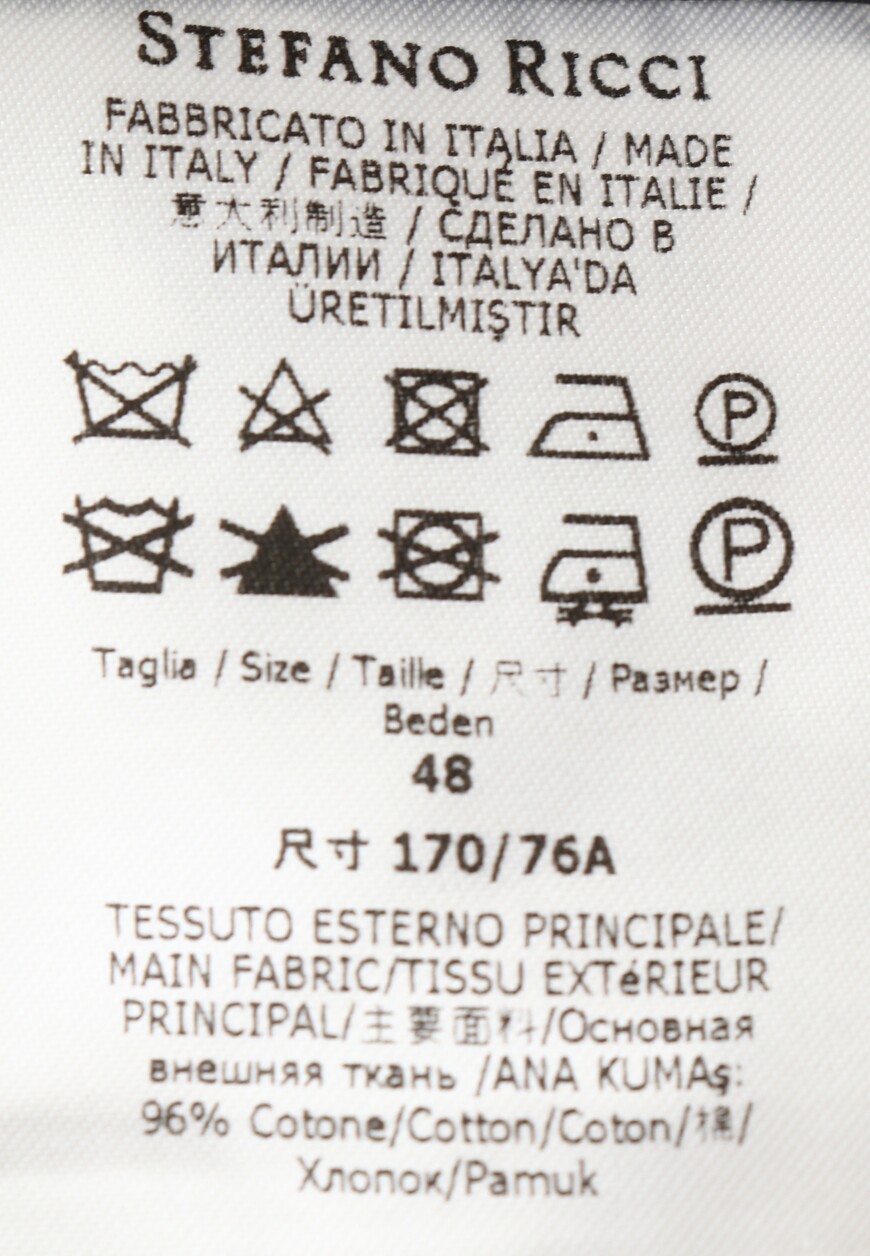 STEFANO RICCI
FABBRICATO IN ITALIA / MADE
IN ITALY / FABRIQUÉ EN ITALIE /
意大利制造 / СДЕЛАНО В
ИТАЛИИ / ITALYA'DA
ÜRETILMIŞTIR
P
P
Taglia / Size / Taille / 尺寸 / Размер /
Beden
48
尺寸 170/76A
TESSUTO ESTERNO PRINCIPALE/
MAIN FABRIC/TISSU EXTéRIEUR
PRINCIPAL/主要面料/Основная
внешняя ткань /ANA KUMAş:
96% Cotone/Cotton/Coton/棉/
Хлопок/Pamuk